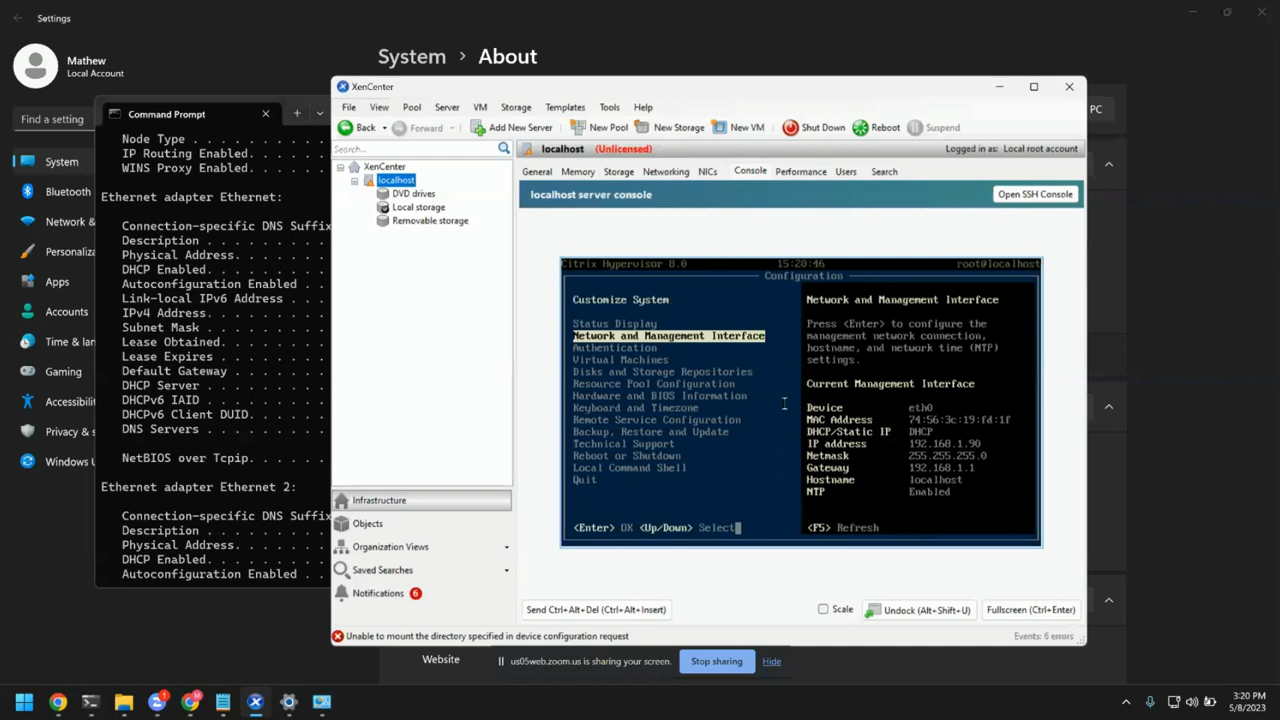 Settings
Mathew
Local Account
System > About
Find a setting
PC
System
Bluetooth
Network &
Personaliza
Apps
Accounts
Time & lan
Gaming
Accessibilit
Privacy & s
Windows U
Command Prompt
Node Type .
IP Routing Enabled.
WINS Proxy Enabled.
Ethernet adapter Ethernet:
Connection-specific DNS Suffix
Description . . .
Physical Address. . .
DHCP Enabled. . .
Autoconfiguration Enabled . .
Link-local IPv6 Address . .
IPv4 Address. . .
Subnet Mask . . .
Lease Obtained. . .
Lease Expires . . .
Default Gateway . . .
DHCP Server . . .
DHCPv6 IAID . . .
DHCPv6 Client DUID. . .
DNS Servers . . .
NetBIOS over Tcpip. . .
Ethernet adapter Ethernet 2:
Connection-specific DNS Suffix
Description . . .
Physical Address. . .
DHCP Enabled. . .
Autoconfiguration Enabled . .
XenCenter
File View Pool Server VM Storage Templates Tools Help
Back Forward Add New Server New Pool New Storage New VM Shut Down Reboot Suspend
Search...
localhost (Unlicensed)
Logged in as: Local root account
XenCenter
localhost
DVD drives
Local storage
Removable storage
General Memory Storage Networking NICs Console Performance Users Search
localhost server console
Open SSH Console
Citrix Hypervisor 8.0 15:20:46 root@localhost
Configuration
Customize System
Status Display
Network and Management Interface
Authentication
Virtual Machines
Disks and Storage Repositories
Resource Pool Configuration
Hardware and BIOS Information
Keyboard and Timezone
Remote Service Configuration
Backup, Restore and Update
Technical Support
Reboot or Shutdown
Local Command Shell
Quit
<Enter> OK <Up/Down> Select
Network and Management Interface
Press <Enter> to configure the
management network connection,
hostname, and network time (NTP)
settings.
Current Management Interface
Device eth0
MAC Address 74:56:3c:19:fd:1f
DHCP/Static IP DHCP
IP address 192.168.1.90
Netmask 255.255.255.0
Gateway 192.168.1.1
Hostname localhost
NTP Enabled
<F5> Refresh
Infrastructure
Objects
Organization Views
Saved Searches
Notifications 6
Send Ctrl+Alt+Del (Ctrl+Alt+Insert)
Scale
Undock (Alt+Shift+U)
Fullscreen (Ctrl+Enter)
Unable to mount the directory specified in device configuration request
Events: 6 errors
Website
us05web.zoom.us is sharing your screen.
Stop sharing
Hide
1
M
3:20 PM
5/8/2023